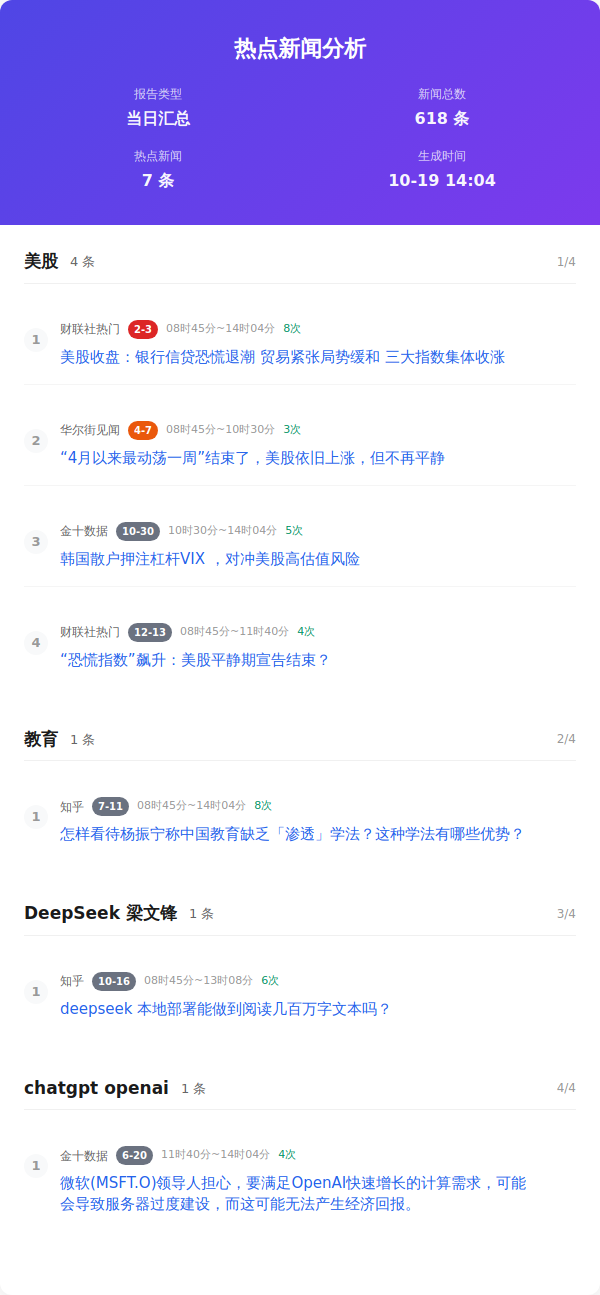 热点新闻分析
报告类型
新闻总数
当日汇总
618 条
热点新闻
生成时间
7 条
10-19 14:04
美股 4 条 1/4
1
财联社热门 2-3 08时45分~14时04分 8次
美股收盘：银行信贷恐慌退潮 贸易紧张局势缓和 三大指数集体收涨
2
华尔街见闻 4-7 08时45分~10时30分 3次
“4月以来最动荡一周”结束了，美股依旧上涨，但不再平静
3
金十数据 10-30 10时30分~14时04分 5次
韩国散户押注杠杆VIX ，对冲美股高估值风险
4
财联社热门 12-13 08时45分~11时40分 4次
“恐慌指数”飙升：美股平静期宣告结束？
教育 1 条 2/4
1
知乎 7-11 08时45分~14时04分 8次
怎样看待杨振宁称中国教育缺乏「渗透」学法？这种学法有哪些优势？
DeepSeek 梁文锋 1 条 3/4
1
知乎 10-16 08时45分~13时08分 6次
deepseek 本地部署能做到阅读几百万字文本吗？
chatgpt openai 1 条 4/4
1
金十数据 6-20 11时40分~14时04分 4次
微软(MSFT.O)领导人担心，要满足OpenAI快速增长的计算需求，可能
会导致服务器过度建设，而这可能无法产生经济回报。